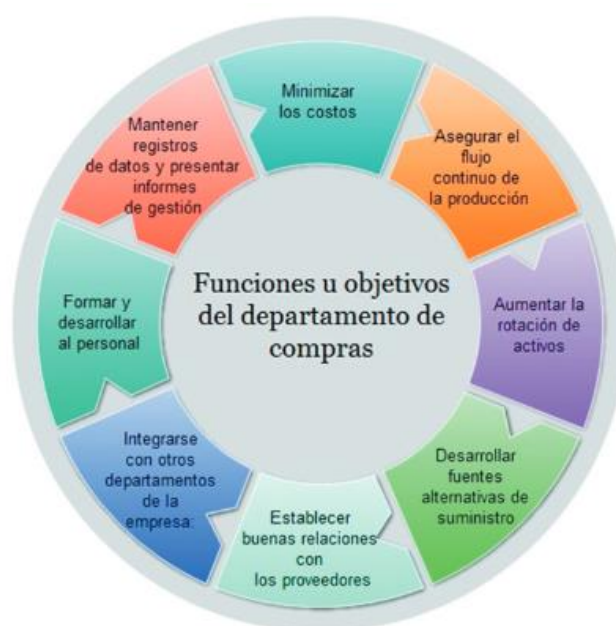 Funciones u objetivos
del departamento de
compras
Minimizar
los costos
Asegurar el
flujo
continuo de
la producción
Aumentar la
rotación de
activos
Desarrollar
fuentes
alternativas de
suministro
Establecer
buenas relaciones
con
los proveedores
Integrarse
con otros
departamentos
de la
empresa:
Formar y
desarrollar
al personal
Mantener
registros
de datos y presentar
informes
de gestión